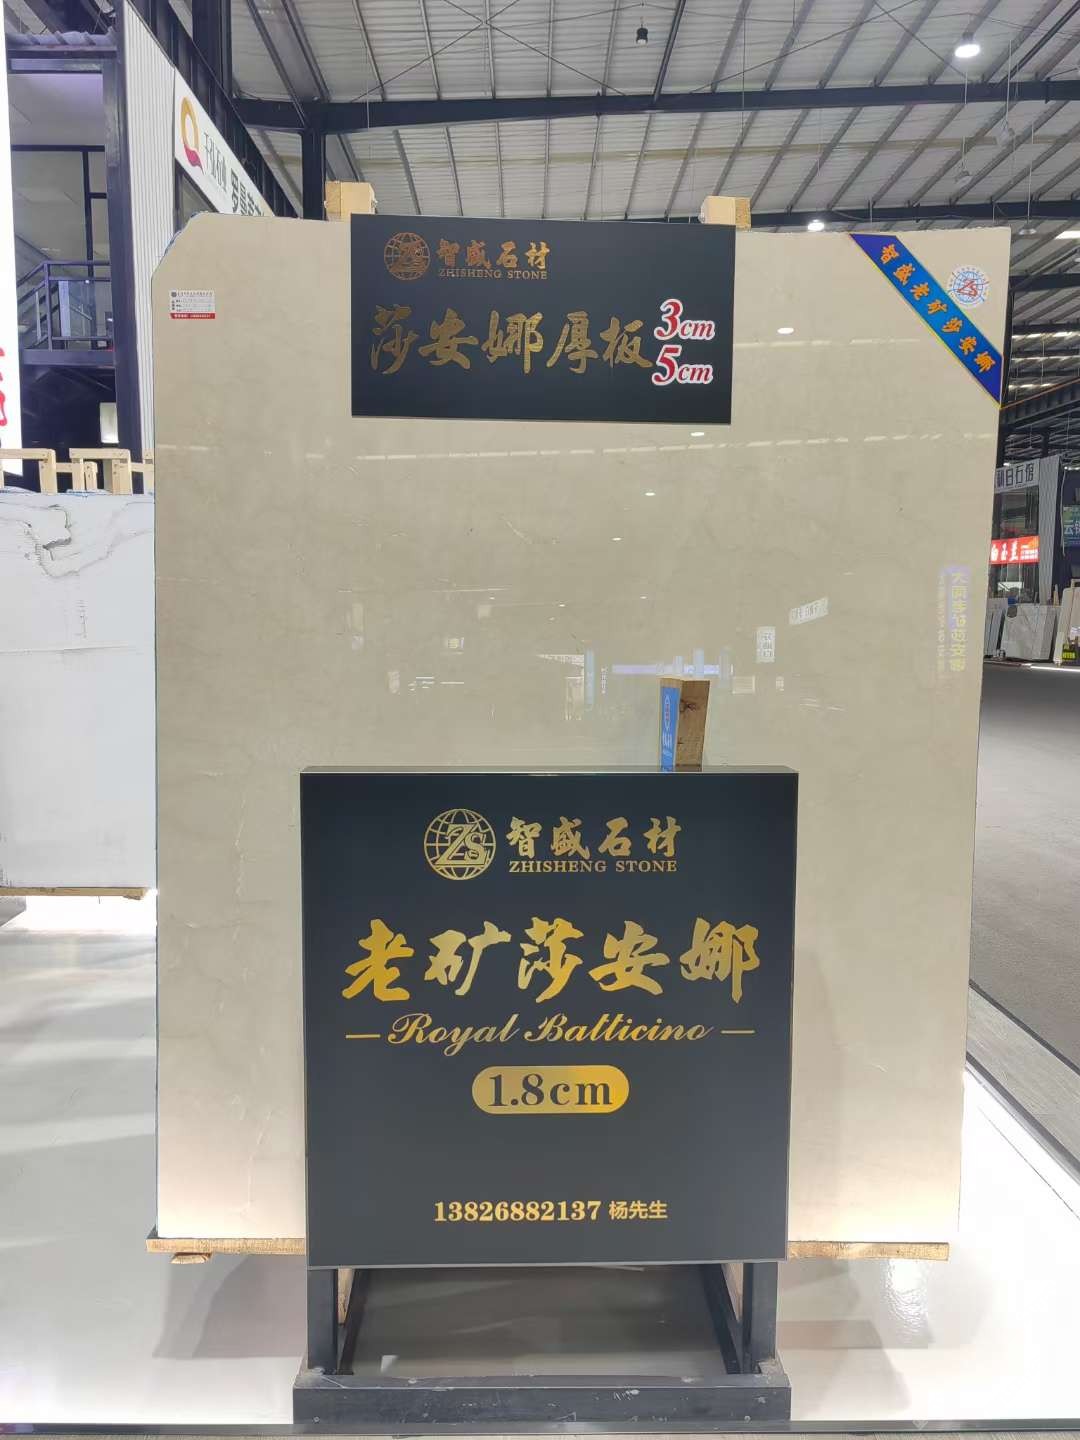 智盛石材
ZHISHENG STONE
莎安娜厚板
3cm
5cm
智盛老矿莎安娜
ZS
ZS
智盛石材
ZHISHENG STONE
老矿莎安娜
Royal Batticino
1.8cm
13826882137 杨先生